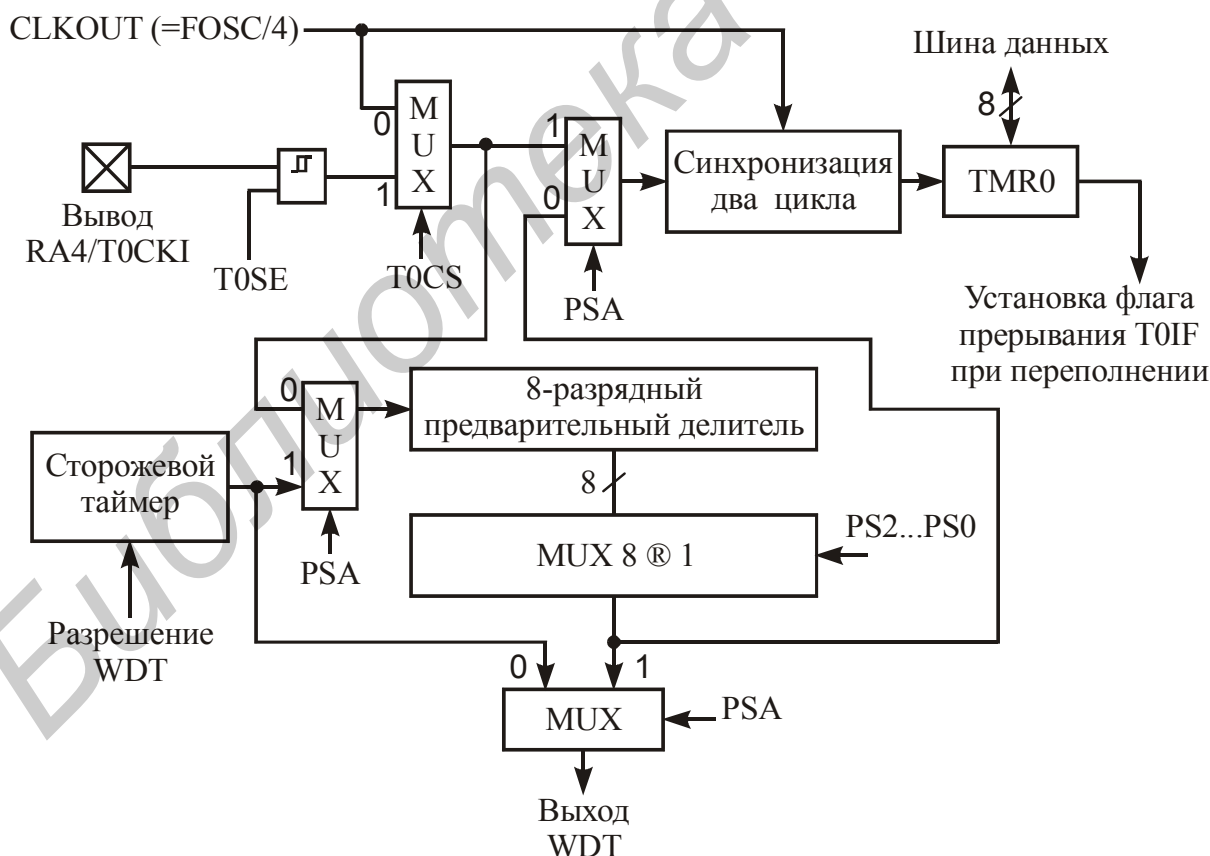 CLKOUT (=FOSC/4)
Шина данных
8
0
1
M
U
X
1
0
M
U
X
Синхронизация
два цикла
TMR0
Вывод
RA4/T0CKI
T0SE
T0CS
PSA
Установка флага
прерывания T0IF
при переполнении
0
1
M
U
X
8-разрядный
предварительный делитель
Сторожевой
таймер
8
PSA
MUX 8 ® 1
PS2...PS0
Разрешение
WDT
0
1
MUX
PSA
Выход
WDT
Библиотека